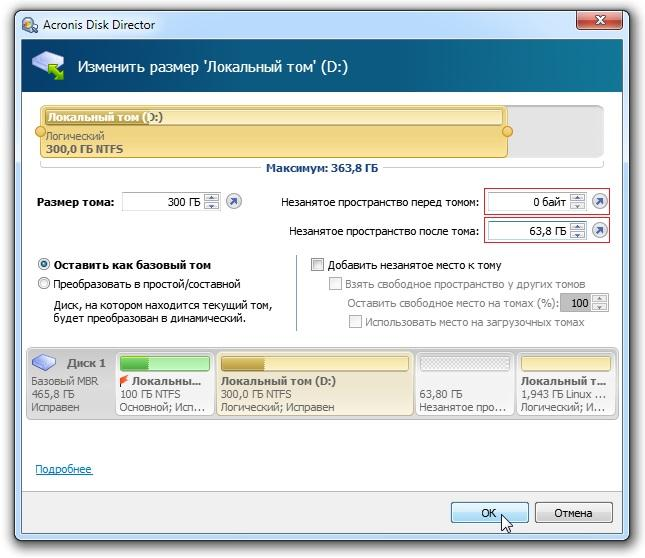 Acronis Disk Director
Изменить размер 'Локальный том' (D:)
Локальный том (D:)
Логический
300,0 ГБ NTFS
Максимум: 363,8 ГБ
Размер тома: 300 ГБ
Незанятое пространство перед томом: 0 байт
Незанятое пространство после тома: 63,8 ГБ
Оставить как базовый том
Преобразовать в простой/составной
Диск, на котором находится текущий том,
будет преобразован в динамический.
Добавить незанятое место к тому
Взять свободное пространство у других томов
Оставить свободное место на томах (%): 100
Использовать место на загрузочных томах
Диск 1
Базовый MBR
465,8 ГБ
Исправен
Локальны...
100 ГБ NTFS
Основной; Исп...
Локальный том (D:)
300,0 ГБ NTFS
Логический; Исправен
63,80 ГБ
Незанятое про...
Локальный т...
1,943 ГБ Linux ...
Логический; И...
Подробнее
ОК
Отмена